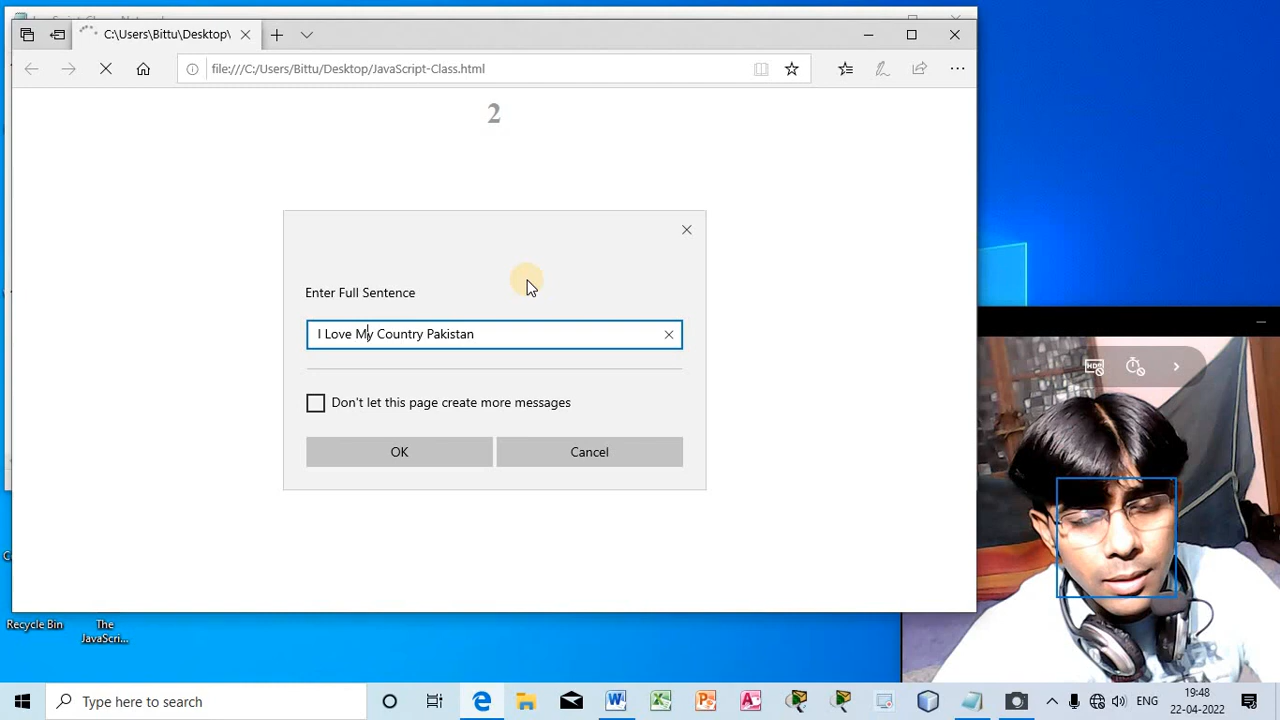 C:\Users\Bittu\Desktop\
file:///C:/Users/Bittu/Desktop/JavaScript-Class.html
2
Enter Full Sentence
I Love My Country Pakistan
Don't let this page create more messages
OK
Cancel
HDR
Recycle Bin
The
JavaScri...
Type here to search
ENG
19:48
22-04-2022